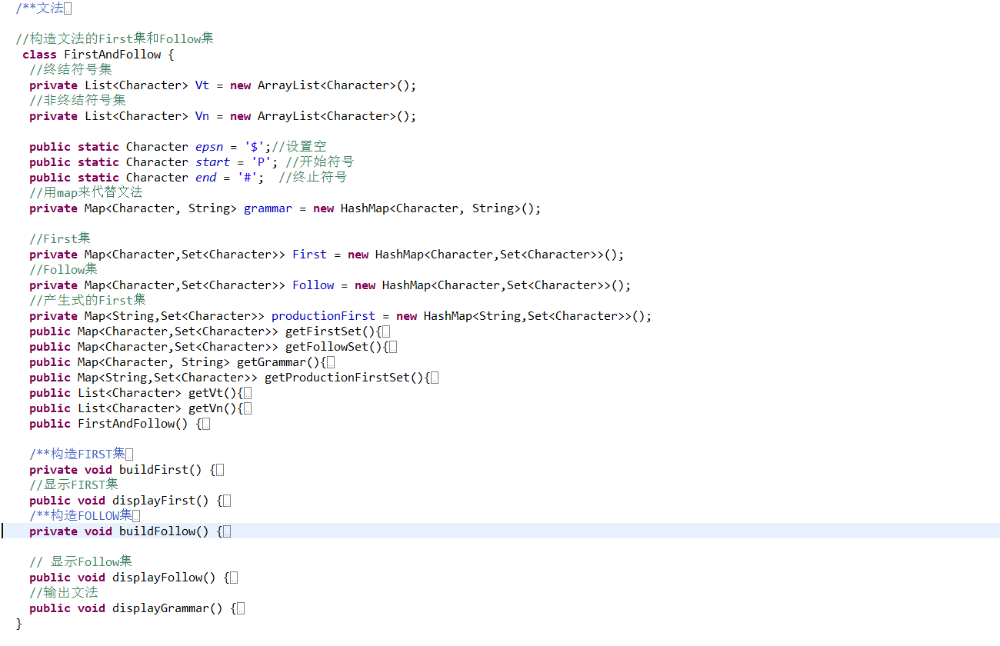 /**文法
//构造文法的First集和Follow集
class FirstAndFollow {
//终结符号集
private List<Character> Vt = new ArrayList<Character>();
//非终结符号集
private List<Character> Vn = new ArrayList<Character>();
public static Character epsn = '$';//设置空
public static Character start = 'P'; //开始符号
public static Character end = '#';  //终止符号
//用map来代替文法
private Map<Character, String> grammar = new HashMap<Character, String>();
//First集
private Map<Character,Set<Character>> First = new HashMap<Character,Set<Character>>();
//Follow集
private Map<Character,Set<Character>> Follow = new HashMap<Character,Set<Character>>();
//产生式的First集
private Map<String,Set<Character>> productionFirst = new HashMap<String,Set<Character>>();
public Map<Character,Set<Character>> getFirstSet(){
public Map<Character,Set<Character>> getFollowSet(){
public Map<Character, String> getGrammar(){
public Map<String,Set<Character>> getProductionFirstSet(){
public List<Character> getVt(){
public List<Character> getVn(){
public FirstAndFollow() {
/**构造FIRST集
private void buildFirst() {
//显示FIRST集
public void displayFirst() {
/**构造FOLLOW集
private void buildFollow() {
// 显示Follow集
public void displayFollow() {
//输出文法
public void displayGrammar() {
}